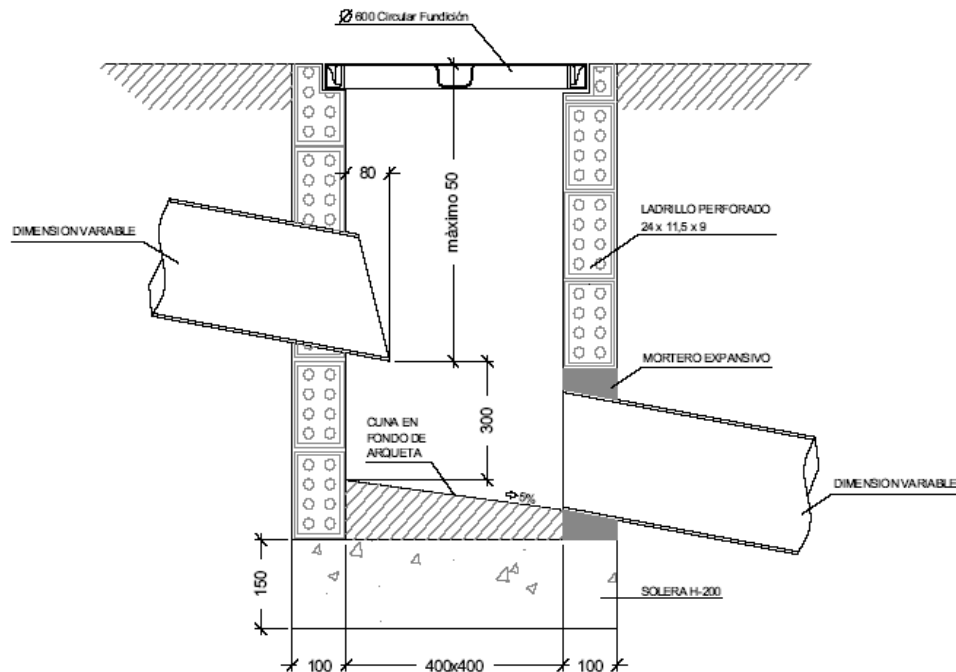 Ø 600 Circular Fundición
80
màximo 50
DIMENSION VARIABLE
LADRILLO PERFORADO
24 x 11,5 x 9
MORTERO EXPANSIVO
300
CUNA EN
FONDO DE
ARQUETA
5%
DIMENSION VARIABLE
150
SOLERA H-200
100
400x400
100